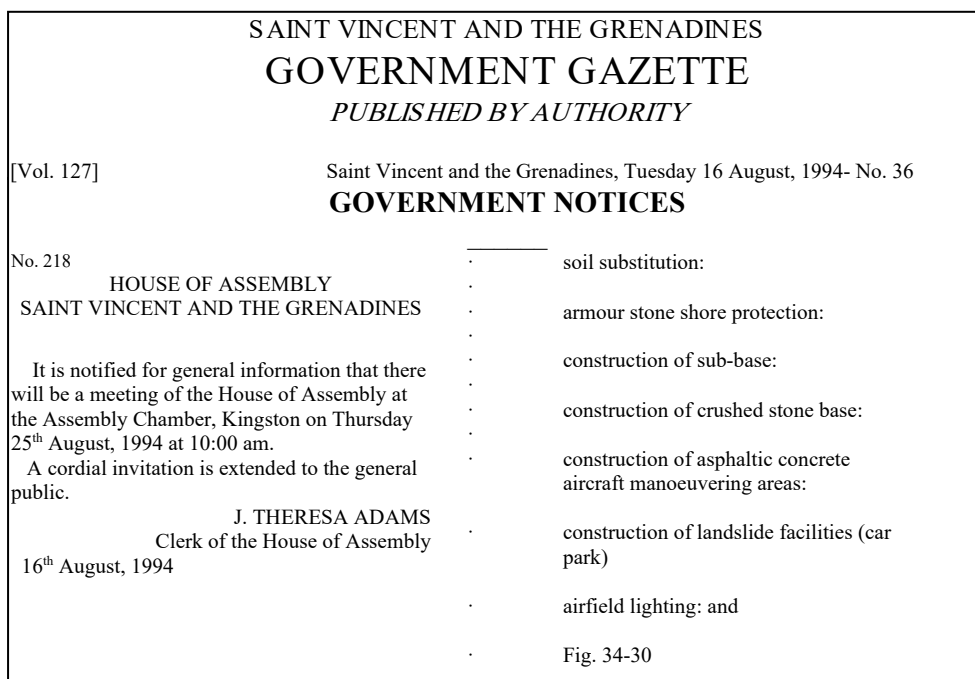 SAINT VINCENT AND THE GRENADINES
GOVERNMENT GAZETTE
PUBLISHED BY AUTHORITY
[Vol. 127] Saint Vincent and the Grenadines, Tuesday 16 August, 1994- No. 36
GOVERNMENT NOTICES
No. 218
HOUSE OF ASSEMBLY
SAINT VINCENT AND THE GRENADINES
It is notified for general information that there
will be a meeting of the House of Assembly at
the Assembly Chamber, Kingston on Thursday
25th August, 1994 at 10:00 am.
A cordial invitation is extended to the general
public.
J. THERESA ADAMS
Clerk of the House of Assembly
16th August, 1994
· soil substitution:
·
· armour stone shore protection:
·
· construction of sub-base:
·
· construction of crushed stone base:
·
· construction of asphaltic concrete
aircraft manoeuvering areas:
· construction of landslide facilities (car
park)
· airfield lighting: and
· Fig. 34-30